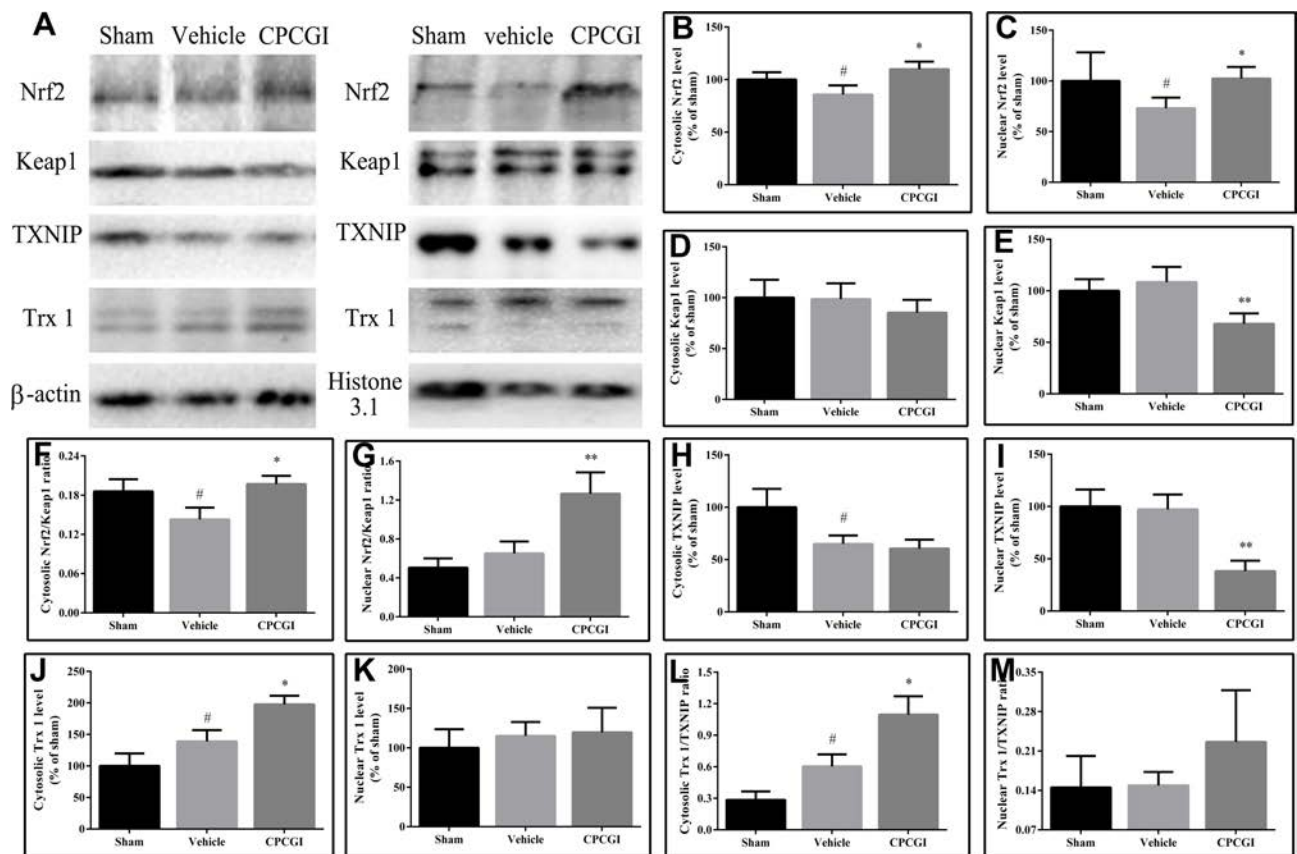 A
Sham Vehicle CPCGI
Sham vehicle CPCGI
Nrf2
Nrf2
Keap1
Keap1
TXNIP
TXNIP
Trx 1
Trx 1
β-actin
Histone
3.1
B
Cytosolic Nrf2 level
(% of sham)
150
100
50
0
#
*
Sham Vehicle CPCGI
C
Nuclear Nrf2 level
(% of sham)
150
100
50
0
#
*
Sham Vehicle CPCGI
D
Cytosolic Keap1 level
(% of sham)
150
100
50
0
Sham Vehicle CPCGI
E
Nuclear Keap1 level
(% of sham)
150
100
50
0
**
Sham Vehicle CPCGI
F
Cytosolic Nrf2/Keap1 ratio
0.24
0.18
0.12
0.06
0.00
#
*
Sham Vehicle CPCGI
G
Nuclear Nrf2/Keap1 ratio
1.6
1.2
0.8
0.4
0.0
**
Sham Vehicle CPCGI
H
Cytosolic TXNIP level
(% of sham)
150
100
50
0
#
Sham Vehicle CPCGI
I
Nuclear TXNIP level
(% of sham)
150
100
50
0
**
Sham Vehicle CPCGI
J
Cytosolic Trx 1 level
(% of sham)
250
200
150
100
50
0
#
*
Sham Vehicle CPCGI
K
Nuclear Trx 1 level
(% of sham)
200
150
100
50
0
Sham Vehicle CPCGI
L
Cytosolic Trx 1/TXNIP ratio
1.5
1.2
0.9
0.6
0.3
0.0
#
*
Sham Vehicle CPCGI
M
Nuclear Trx 1/TXNIP ratio
0.35
0.28
0.21
0.14
0.07
Sham Vehicle CPCGI